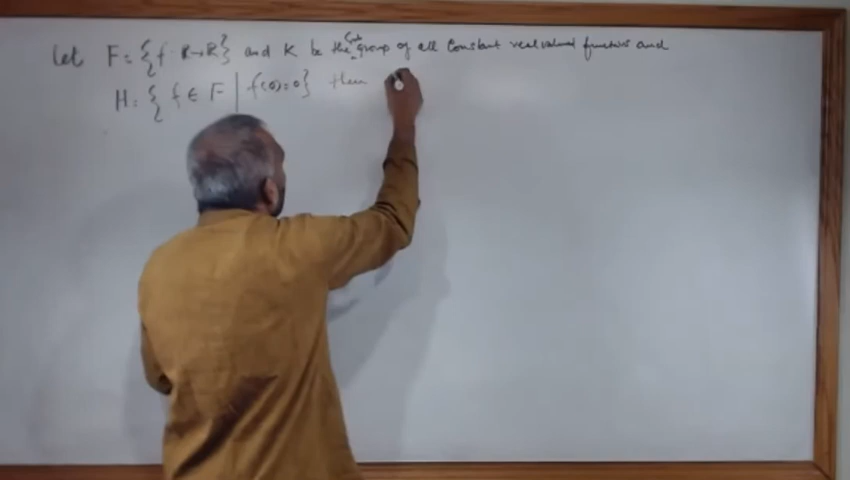 Let F = { f : R→R } and K be the Sub group of all Constant real valued functions and
H = { f ∈ F | f(0)=0 } then